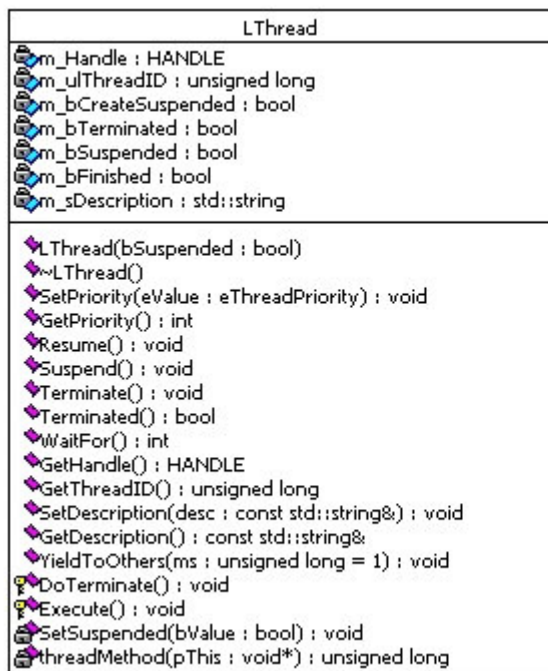 LThread
m_Handle : HANDLE
m_ulThreadID : unsigned long
m_bCreateSuspended : bool
m_bTerminated : bool
m_bSuspended : bool
m_bFinished : bool
m_sDescription : std::string
LThread(bSuspended : bool)
~LThread()
SetPriority(eValue : eThreadPriority) : void
GetPriority() : int
Resume() : void
Suspend() : void
Terminate() : void
Terminated() : bool
WaitFor() : int
GetHandle() : HANDLE
GetThreadID() : unsigned long
SetDescription(desc : const std::string&) : void
GetDescription() : const std::string&
YieldToOthers(ms : unsigned long = 1) : void
DoTerminate() : void
Execute() : void
SetSuspended(bValue : bool) : void
threadMethod(pThis : void*) : unsigned long